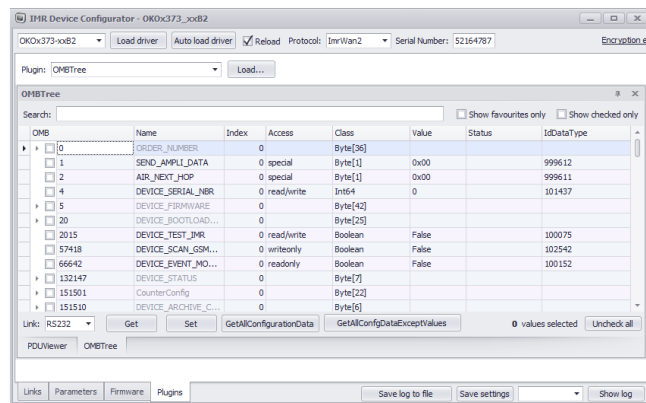 IMR Device Configurator - OKOx373_xxB2
OKOx373-xxB2 Load driver Auto load driver Reload Protocol: ImrWan2 Serial Number: 52164787 Encryption e
Plugin: OMBTree Load...
OMBTree
Search: Show favourites only Show checked only
OMB Name Index Access Class Value Status IdDataType
0 ORDER_NUMBER 0 Byte[36]
1 SEND_AMPLI_DATA 0 special Byte[1] 0x00 999612
2 AIR_NEXT_HOP 0 special Byte[1] 0x00 999611
4 DEVICE_SERIAL_NBR 0 read/write Int64 0 101437
5 DEVICE_FIRMWARE 0 Byte[42]
20 DEVICE_BOOTLOAD... 0 Byte[25]
2015 DEVICE_TEST_IMR 0 read/write Boolean False 100075
57418 DEVICE_SCAN_GSM... 0 writeonly Boolean False 102542
66642 DEVICE_EVENT_MO... 0 readonly Boolean False 100152
132147 DEVICE_STATUS 0 Byte[7]
151501 CounterConfig 0 Byte[22]
151510 DEVICE_ARCHIVE_C... 0 Byte[6]
Link: RS232 Get Set GetAllConfigurationData GetAllConfgDataExceptValues 0 values selected Uncheck all
PDUViewer OMBTree
Links Parameters Firmware Plugins Save log to file Save settings Show log